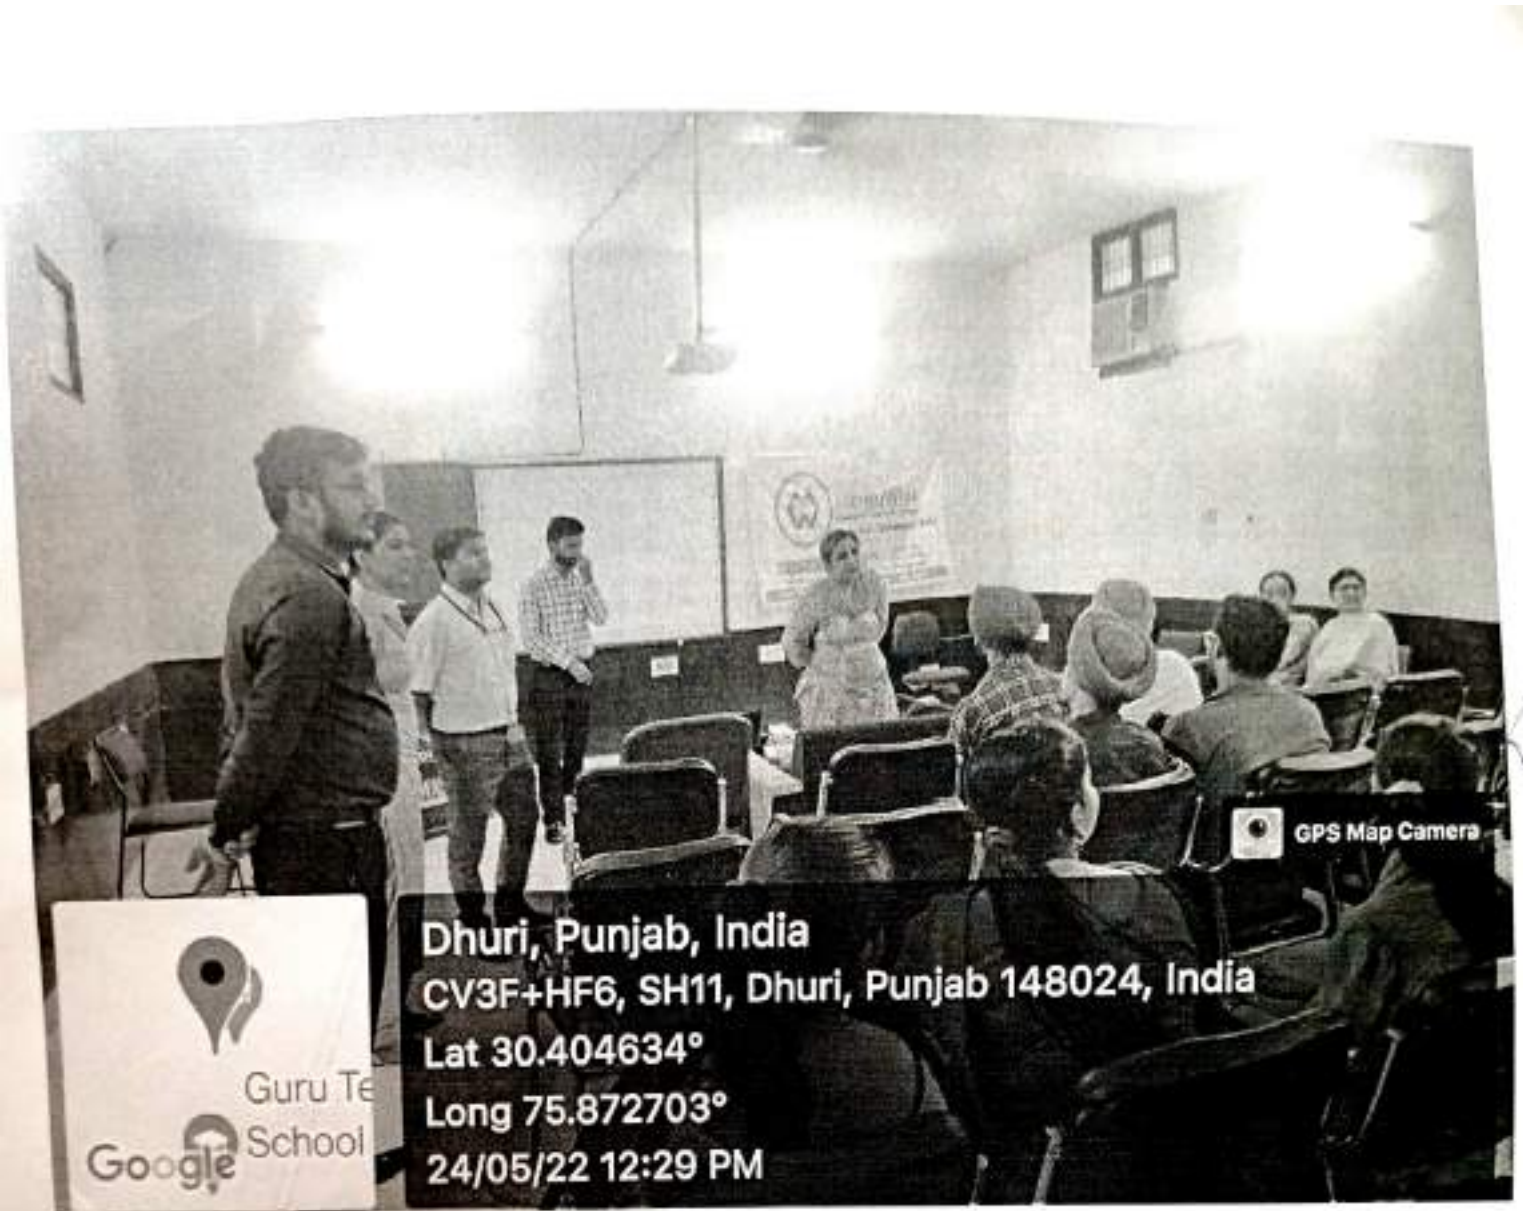 GPS Map Camera
Dhuri, Punjab, India
CV3F+HF6, SH11, Dhuri, Punjab 148024, India
Lat 30.404634°
Long 75.872703°
24/05/22 12:29 PM
Guru Te
School
Google